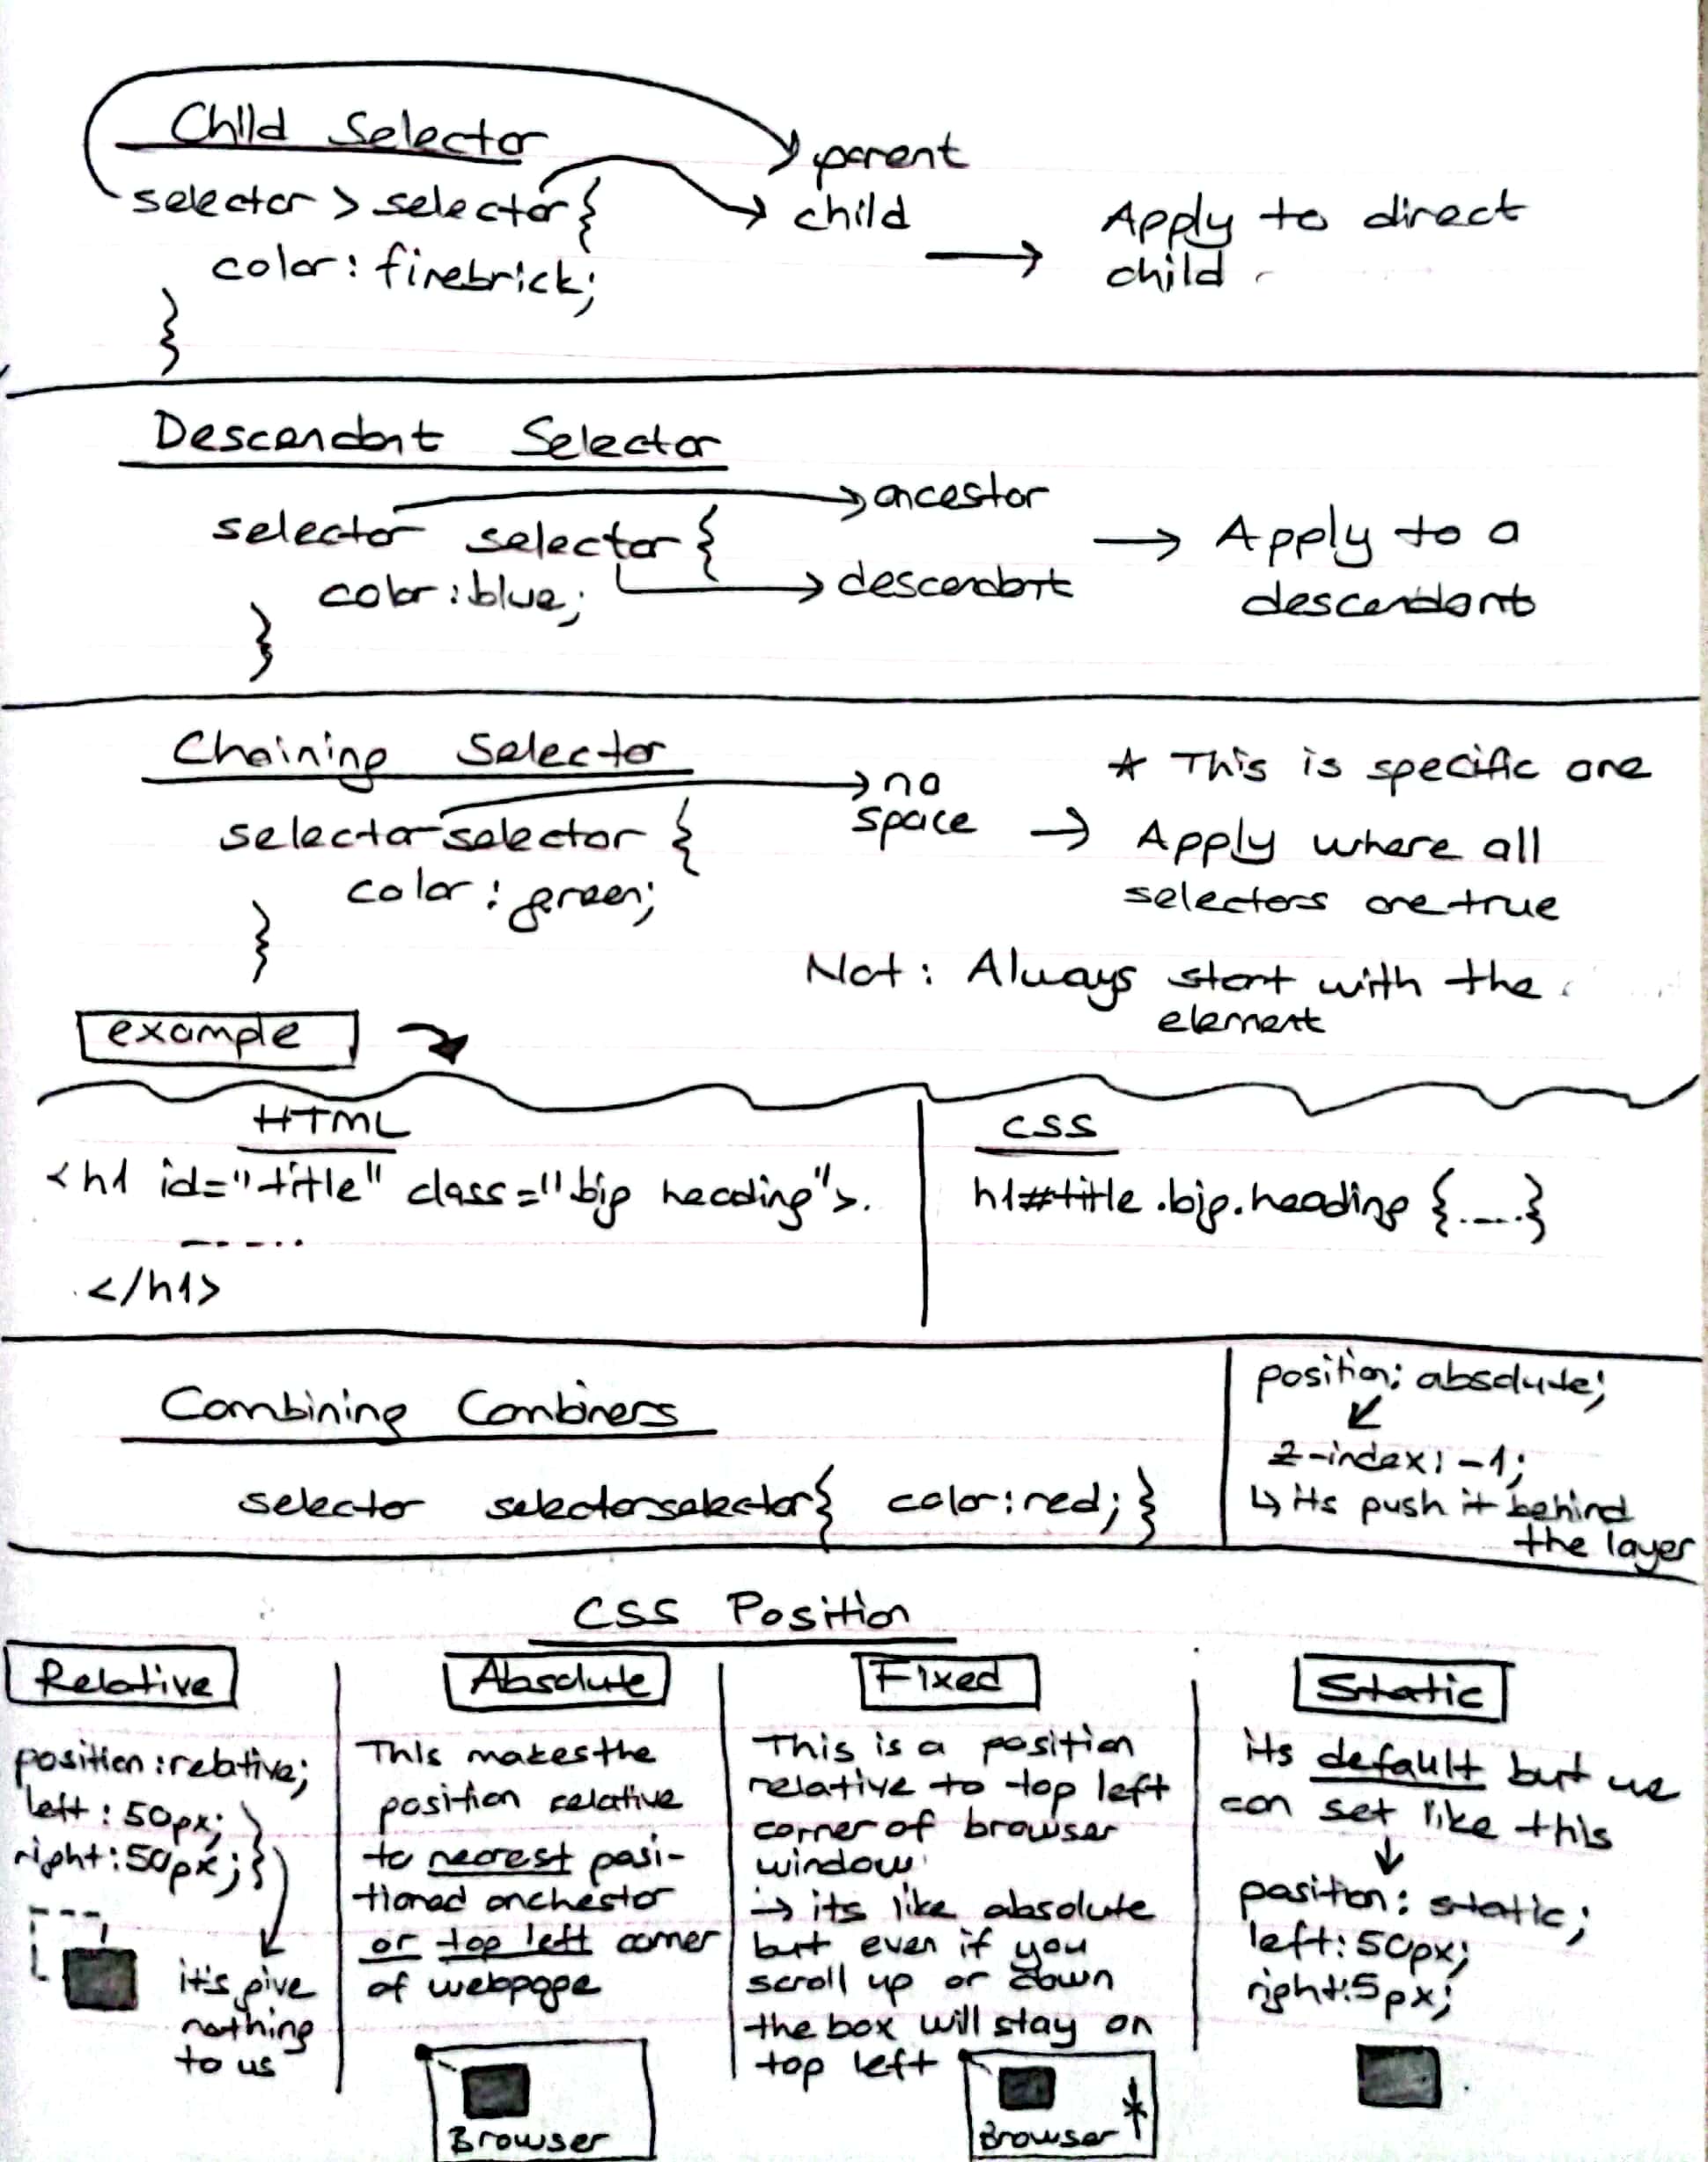 Child Selector
parent
selector > selector {
child
Apply to direct
child
color: firebrick;
}
Descendant Selector
ancestor
selector selector {
Apply to a
descendant
descendant
color: blue;
}
Chaining Selector
no
space
* This is specific one
selectorselector {
Apply where all
selectors are true
color: green;
}
Not: Always start with the
element
example
HTML
<h1 id="title" class="big heading">
-----
</h1>
CSS
h1#title.big.heading {.....}
Combining Combiners
selector selectorselector{ color:red; }
position: absolute;
z-index: -1;
its push it behind
the layer
CSS Position
Relative
position: relative;
left: 50px;
right: 50px;
it's give
nothing
to us
Absolute
This makes the
position relative
to nearest posi-
tioned anchestor
or top left corner
of webpage
Browser
Fixed
This is a position
relative to top left
corner of browser
window
→ its like absolute
but even if you
scroll up or down
the box will stay on
top left
Browser
Static
its default but we
can set like this
position: static;
left: 50px;
right: 5px;